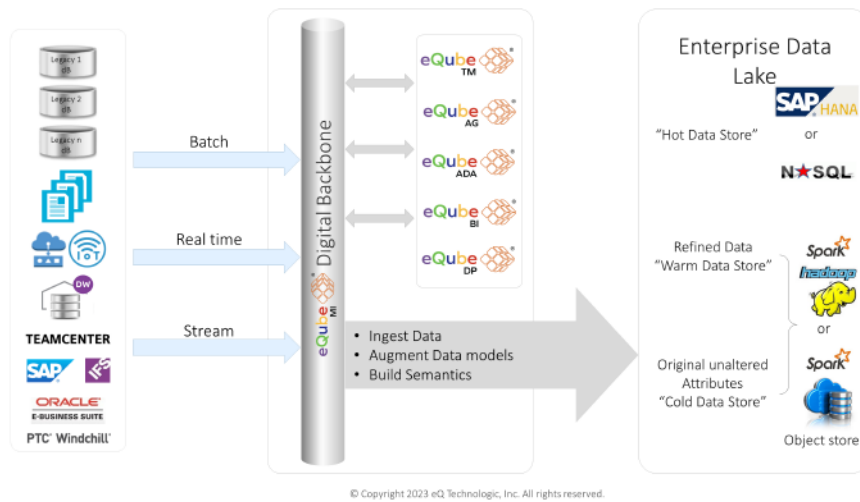 Legacy 1
dB
Legacy 2
dB
Legacy n
dB
IoT
DW
TEAMCENTER
SAP
IFS
ORACLE
E-BUSINESS SUITE
PTC® Windchill®
Batch
Real time
Stream
eQube®
MI
Digital Backbone
eQube®
TM
eQube®
AG
eQube®
ADA
eQube®
BI
eQube®
DP
• Ingest Data
• Augment Data models
• Build Semantics
Enterprise Data
Lake
SAP HANA
"Hot Data Store"
or
NOSQL
Refined Data
"Warm Data Store"
Spark
hadoop
or
Original unaltered
Attributes
"Cold Data Store"
Spark
Object store
© Copyright 2023 eQ Technologic, Inc. All rights reserved.